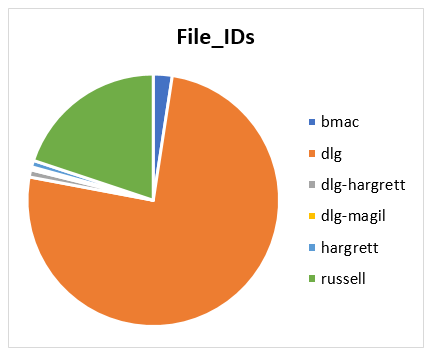 File_IDs
bmac
dlg
dlg-hargrett
dlg-magil
hargrett
russell